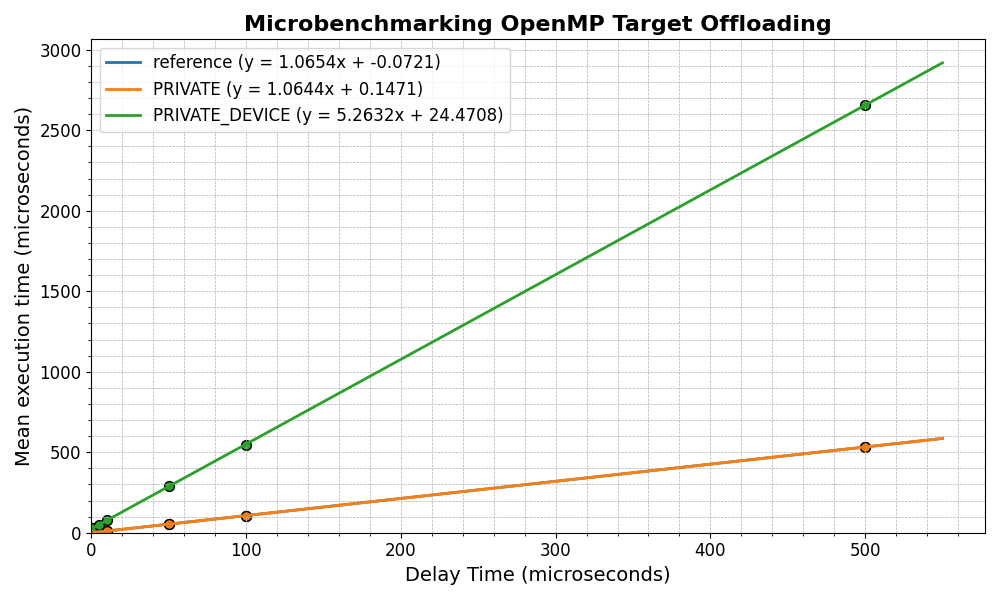 Microbenchmarking OpenMP Target Offloading
reference (y = 1.0654x + -0.0721)
PRIVATE (y = 1.0644x + 0.1471)
PRIVATE_DEVICE (y = 5.2632x + 24.4708)
Mean execution time (microseconds)
3000
2500
2000
1500
1000
500
0
0 100 200 300 400 500
Delay Time (microseconds)